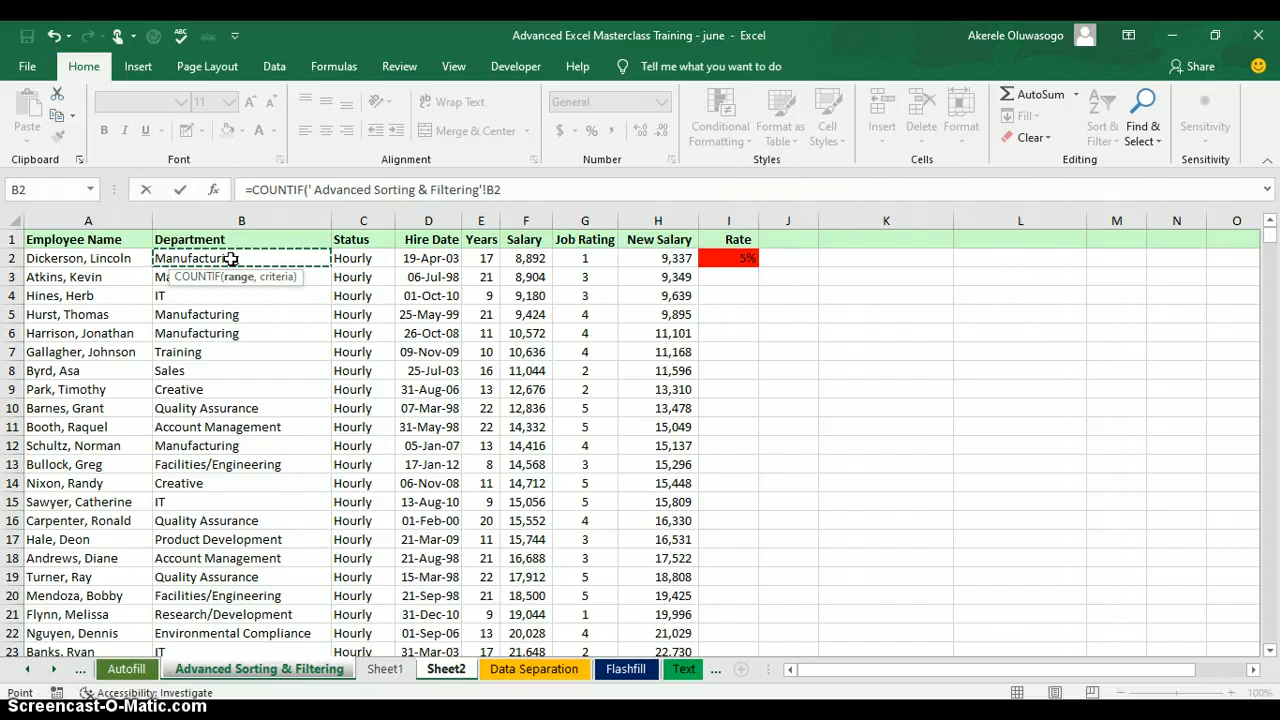 Advanced Excel Masterclass Training - june - Excel
Akerele Oluwasogo
File Home Insert Page Layout Data Formulas Review View Developer Help Tell me what you want to do Share
Paste 11 Wrap Text General Conditional Format as Cell Insert Delete Format AutoSum Sort & Find & Sensitivity
B I U Merge & Center $ % , Formatting Table Styles Fill Filter Select
Clear
Clipboard Font Alignment Number Styles Cells Editing Sensitivity
B2 fx =COUNTIF(' Advanced Sorting & Filtering'!B2
A B C D E F G H I J K L M N O
1 Employee Name Department Status Hire Date Years Salary Job Rating New Salary Rate
2 Dickerson, Lincoln Manufacturing Hourly 19-Apr-03 17 8,892 1 9,337 5%
3 Atkins, Kevin Ma COUNTIF(range, criteria) Hourly 06-Jul-98 21 8,904 3 9,349
4 Hines, Herb IT Hourly 01-Oct-10 9 9,180 3 9,639
5 Hurst, Thomas Manufacturing Hourly 25-May-99 21 9,424 4 9,895
6 Harrison, Jonathan Manufacturing Hourly 26-Oct-08 11 10,572 4 11,101
7 Gallagher, Johnson Training Hourly 09-Nov-09 10 10,636 4 11,168
8 Byrd, Asa Sales Hourly 25-Jul-03 16 11,044 2 11,596
9 Park, Timothy Creative Hourly 31-Aug-06 13 12,676 2 13,310
10 Barnes, Grant Quality Assurance Hourly 07-Mar-98 22 12,836 5 13,478
11 Booth, Raquel Account Management Hourly 31-May-98 22 14,332 5 15,049
12 Schultz, Norman Manufacturing Hourly 05-Jan-07 13 14,416 4 15,137
13 Bullock, Greg Facilities/Engineering Hourly 17-Jan-12 8 14,568 3 15,296
14 Nixon, Randy Creative Hourly 06-Nov-08 11 14,712 5 15,448
15 Sawyer, Catherine IT Hourly 13-Aug-10 9 15,056 5 15,809
16 Carpenter, Ronald Quality Assurance Hourly 01-Feb-00 20 15,552 4 16,330
17 Hale, Deon Product Development Hourly 21-Mar-09 11 15,744 3 16,531
18 Andrews, Diane Account Management Hourly 21-Aug-98 21 16,688 3 17,522
19 Turner, Ray Quality Assurance Hourly 15-Mar-98 22 17,912 5 18,808
20 Mendoza, Bobby Facilities/Engineering Hourly 21-Sep-98 21 18,500 5 19,425
21 Flynn, Melissa Research/Development Hourly 31-Dec-10 9 19,044 1 19,996
22 Nguyen, Dennis Environmental Compliance Hourly 01-Sep-06 13 20,028 4 21,029
23 Banks, Ryan IT Hourly 22-Feb-09 11 21,648 2 22,730
... Autofill Advanced Sorting & Filtering Sheet1 Sheet2 Data Separation Flashfill Text ...
Point Accessibility: Investigate 100%
Screencast-O-Matic.com